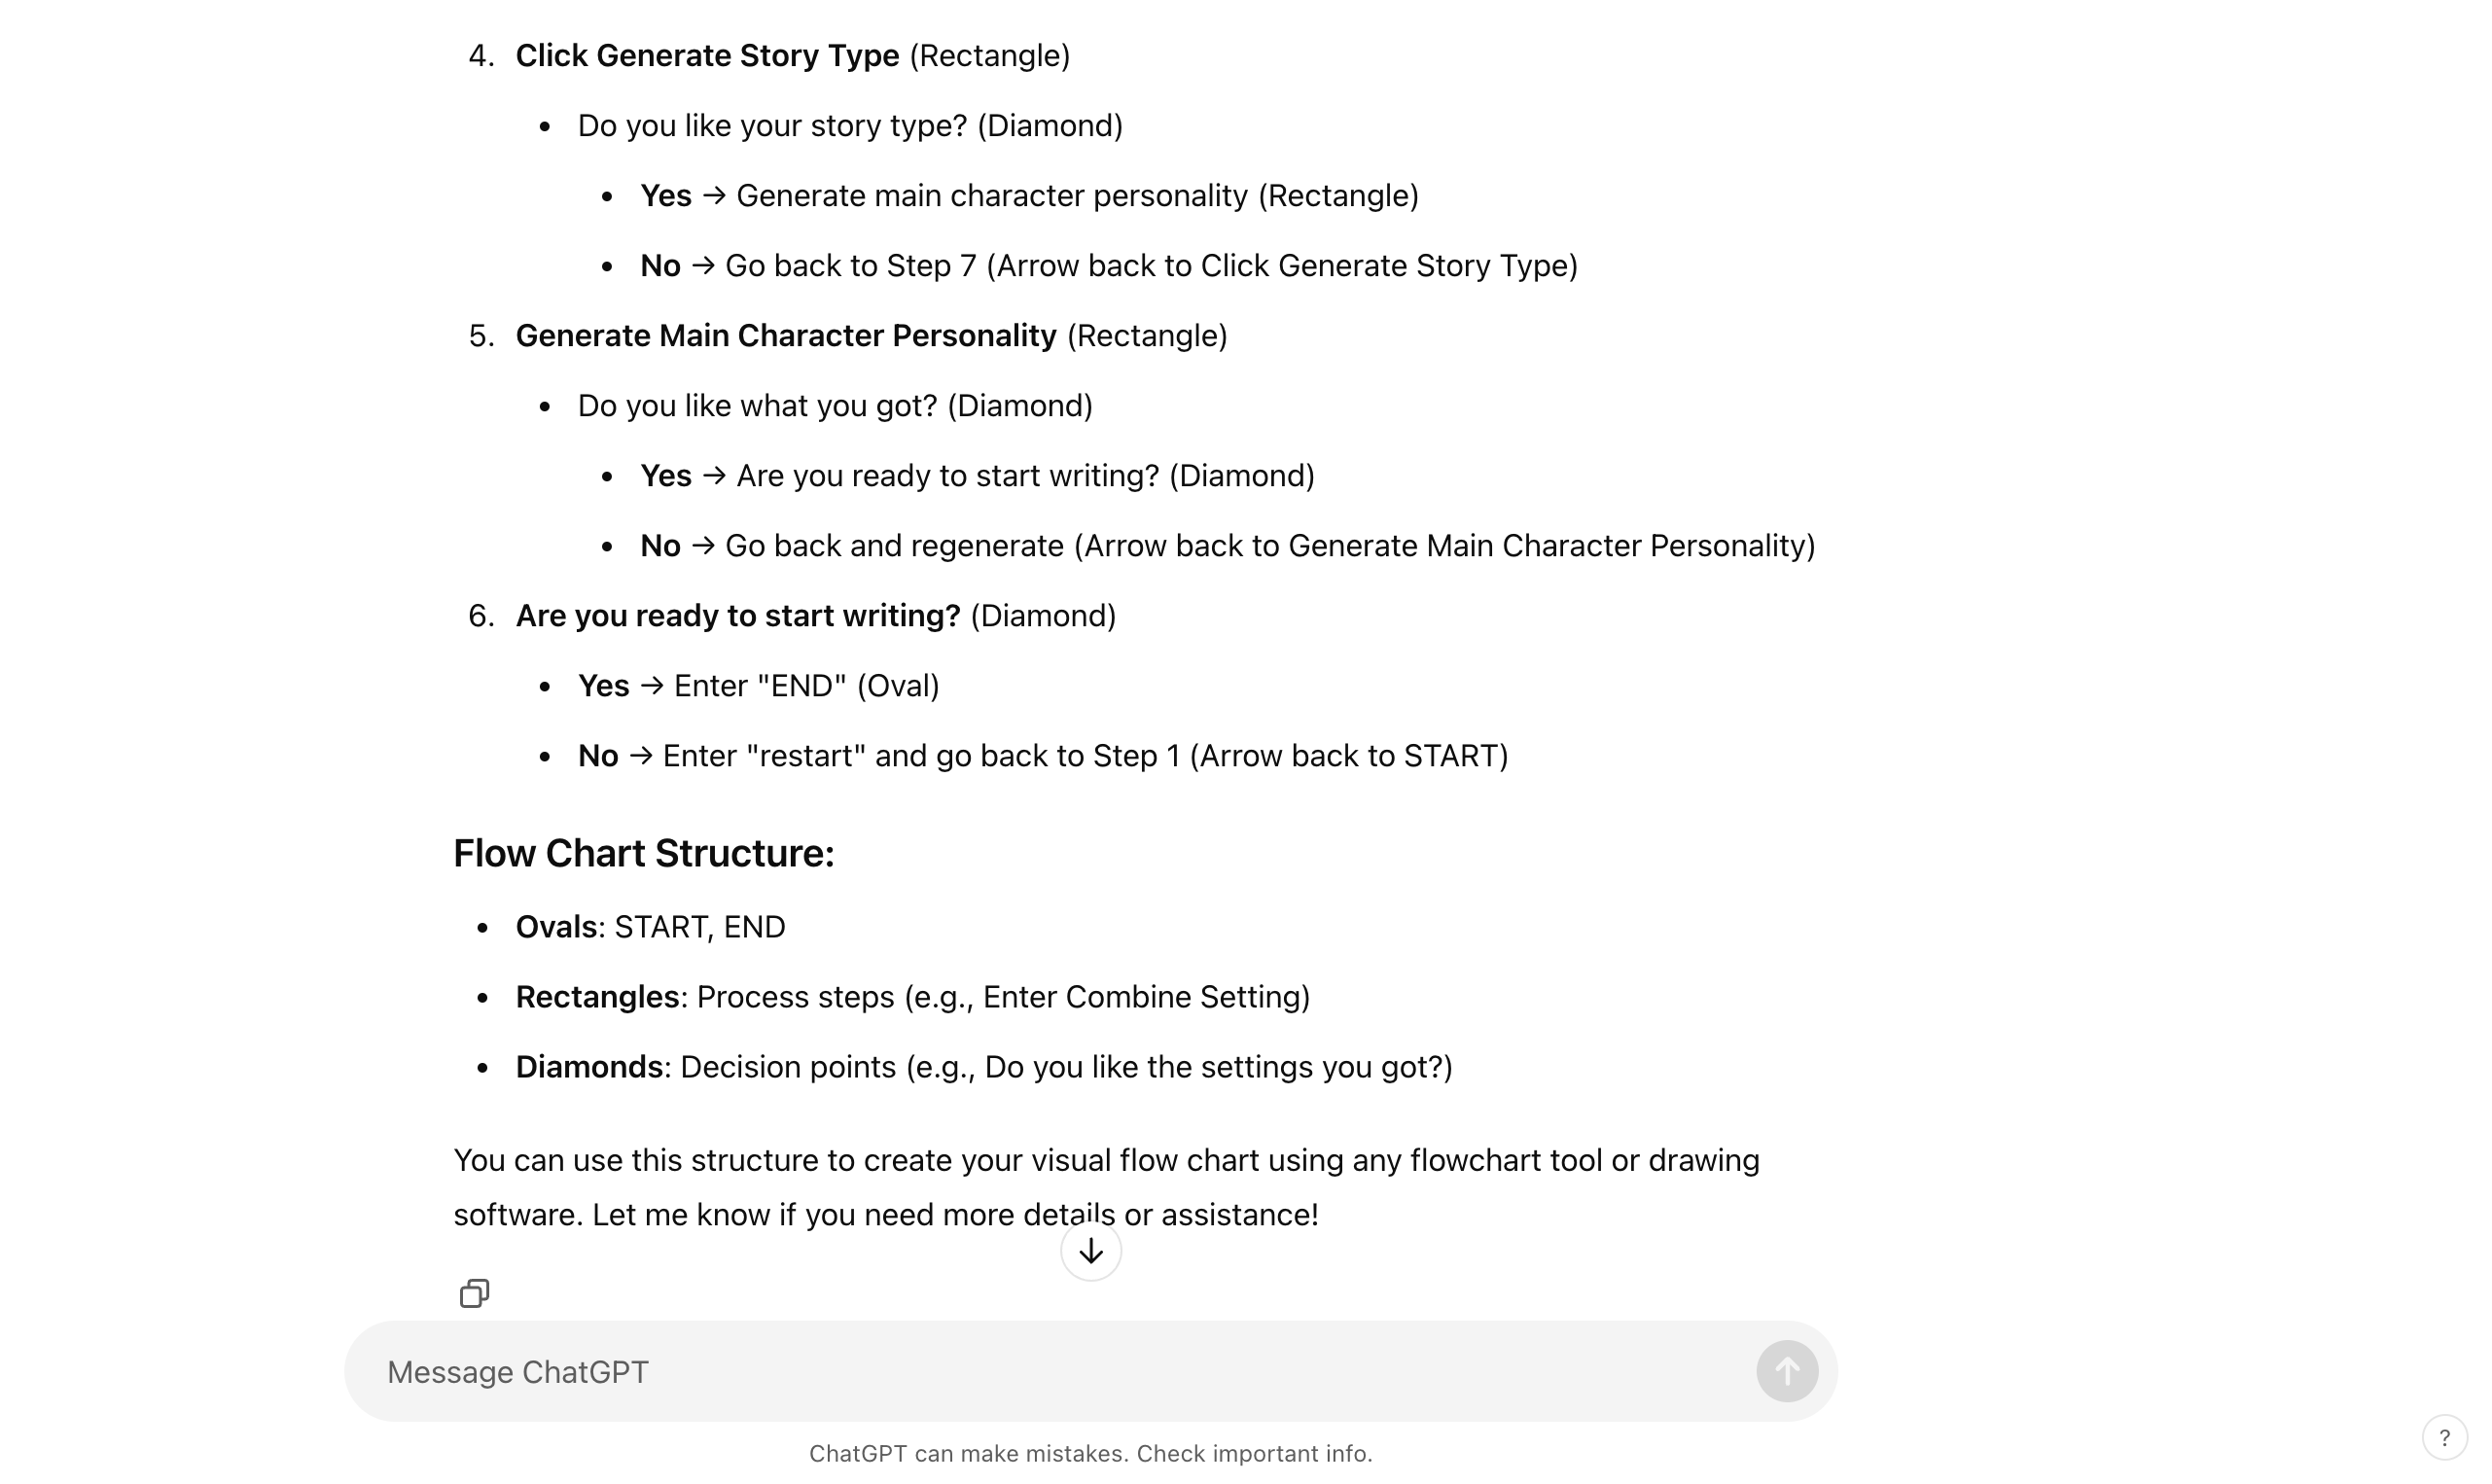 4. Click Generate Story Type (Rectangle)
• Do you like your story type? (Diamond)
• Yes → Generate main character personality (Rectangle)
• No → Go back to Step 7 (Arrow back to Click Generate Story Type)
5. Generate Main Character Personality (Rectangle)
• Do you like what you got? (Diamond)
• Yes → Are you ready to start writing? (Diamond)
• No → Go back and regenerate (Arrow back to Generate Main Character Personality)
6. Are you ready to start writing? (Diamond)
• Yes → Enter "END" (Oval)
• No → Enter "restart" and go back to Step 1 (Arrow back to START)
Flow Chart Structure:
• Ovals: START, END
• Rectangles: Process steps (e.g., Enter Combine Setting)
• Diamonds: Decision points (e.g., Do you like the settings you got?)
You can use this structure to create your visual flow chart using any flowchart tool or drawing
software. Let me know if you need more details or assistance!
Message ChatGPT
ChatGPT can make mistakes. Check important info.
?